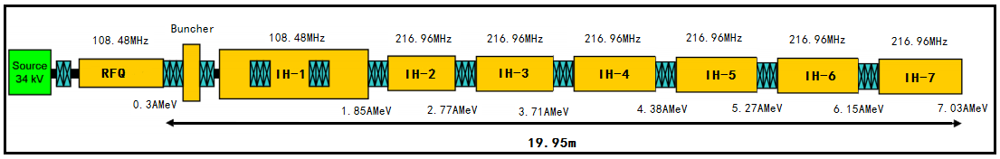 Buncher
108.48MHz
108.48MHz
216.96MHz
216.96MHz
216.96MHz
216.96MHz
216.96MHz
216.96MHz
Source
34 kV
RFQ
IH-1
IH-2
IH-3
IH-4
IH-5
IH-6
IH-7
0.3AMeV
1.85AMeV
2.77AMeV
3.71AMeV
4.38AMeV
5.27AMeV
6.15AMeV
7.03AMeV
19.95m